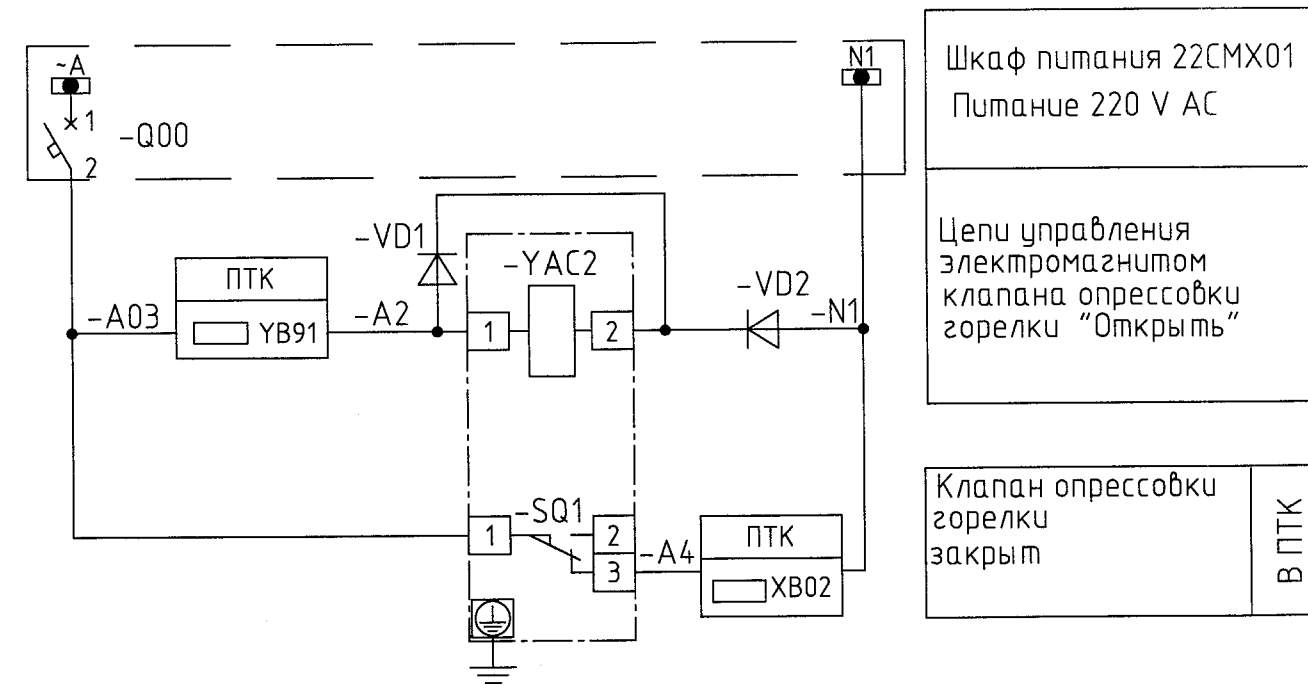 ~A
N1
1
-Q00
2
Шкаф питания 22CMX01
Питание 220 V AC
-VD1
-YAC2
-VD2
-A03
ПТК
YB91
-A2
1
2
-N1
Цепи управления
электромагнитом
клапана опрессовки
горелки "Открыть"
1
-SQ1
2
3
-A4
ПТК
XB02
Клапан опрессовки
горелки
закрыт
В ПТК